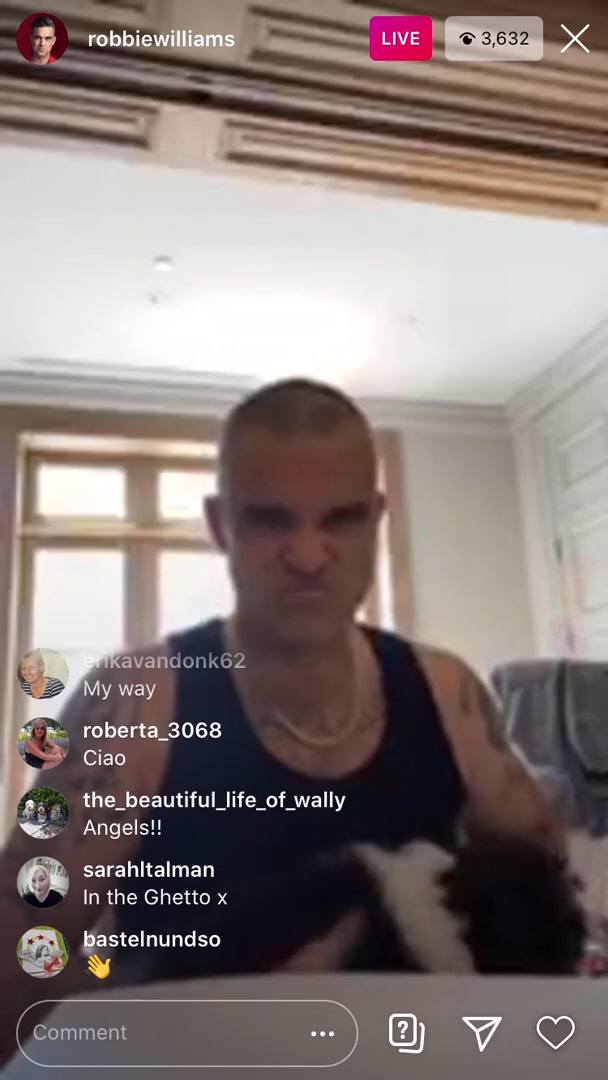 robbiewilliams
LIVE
3,632
erikavandonk62
My way
roberta_3068
Ciao
the_beautiful_life_of_wally
Angels!!
sarahltalman
In the Ghetto x
bastelnundso
👋
Comment